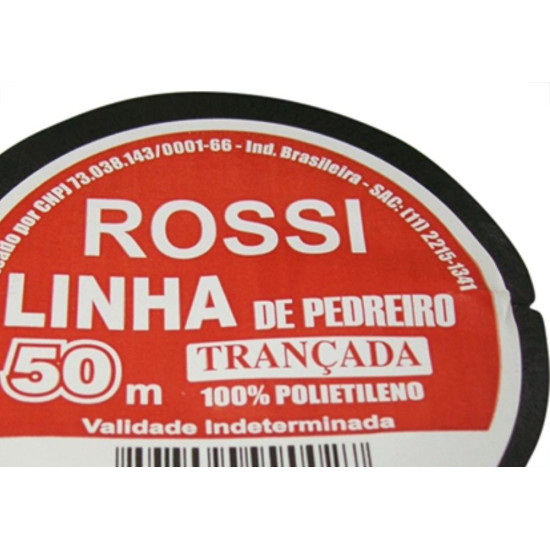 por CNPJ 73.038.143/0001-66 - Ind. Brasileira - SAC: (11) 2215-1341
ROSSI
LINHA DE PEDREIRO
50 m TRANÇADA
100% POLIETILENO
Validade Indeterminada